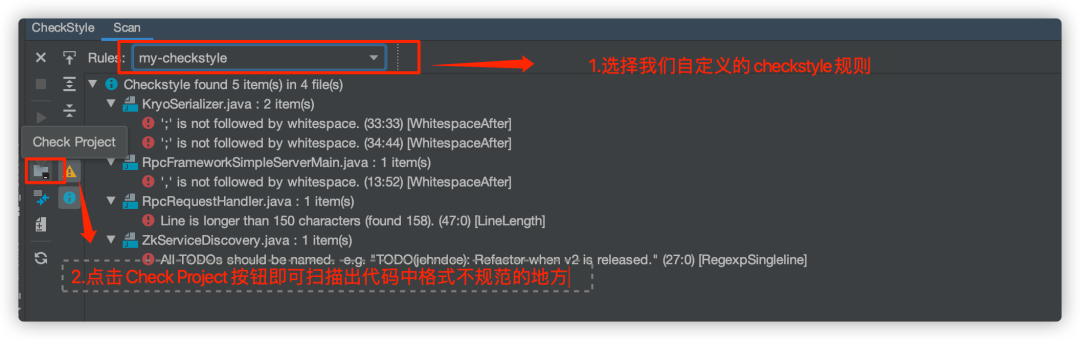 CheckStyle Scan
Rules: my-checkstyle
1.选择我们自定义的 checkstyle 规则
Checkstyle found 5 item(s) in 4 file(s)
KryoSerializer.java : 2 item(s)
';' is not followed by whitespace. (33:33) [WhitespaceAfter]
Check Project
';' is not followed by whitespace. (34:44) [WhitespaceAfter]
RpcFrameworkSimpleServerMain.java : 1 item(s)
',' is not followed by whitespace. (13:52) [WhitespaceAfter]
RpcRequestHandler.java : 1 item(s)
Line is longer than 150 characters (found 158). (47:0) [LineLength]
ZkServiceDiscovery.java : 1 item(s)
All TODOs should be named. e.g. "TODO(johndoe): Refactor when v2 is released." (27:0) [RegexpSingleline]
2.点击 Check Project 按钮即可扫描出代码中格式不规范的地方